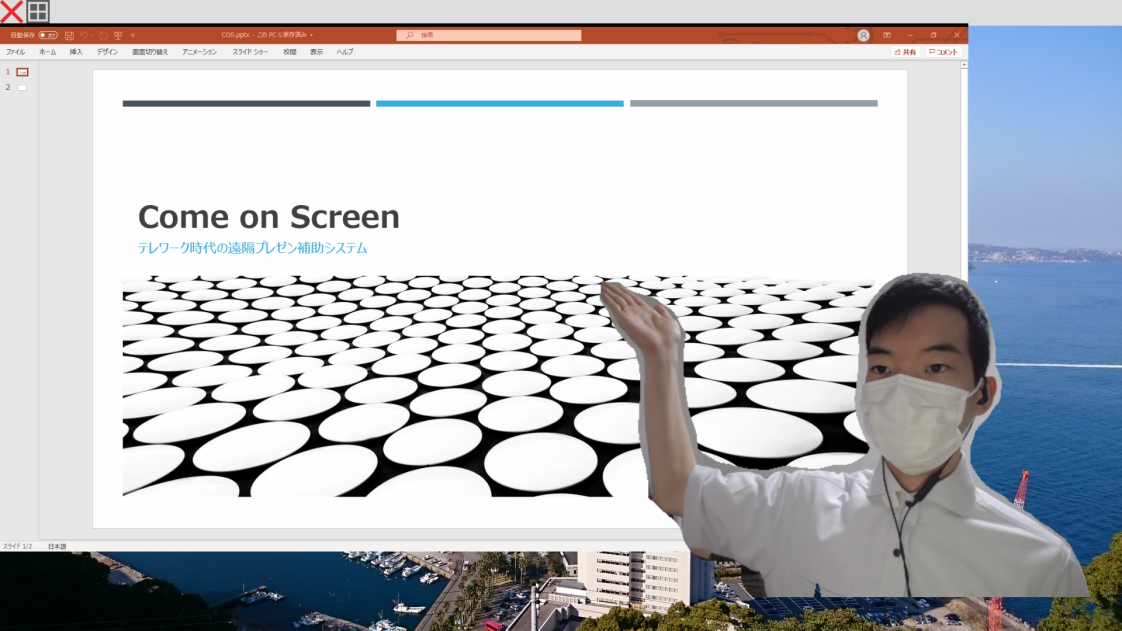 自動保存 オフ COS.pptx - この PC に保存済み 検索
ファイル ホーム 挿入 デザイン 画面切り替え アニメーション スライド ショー 校閲 表示 ヘルプ 共有 コメント
1
2
Come on Screen
テレワーク時代の遠隔プレゼン補助システム
スライド 1/2 日本語